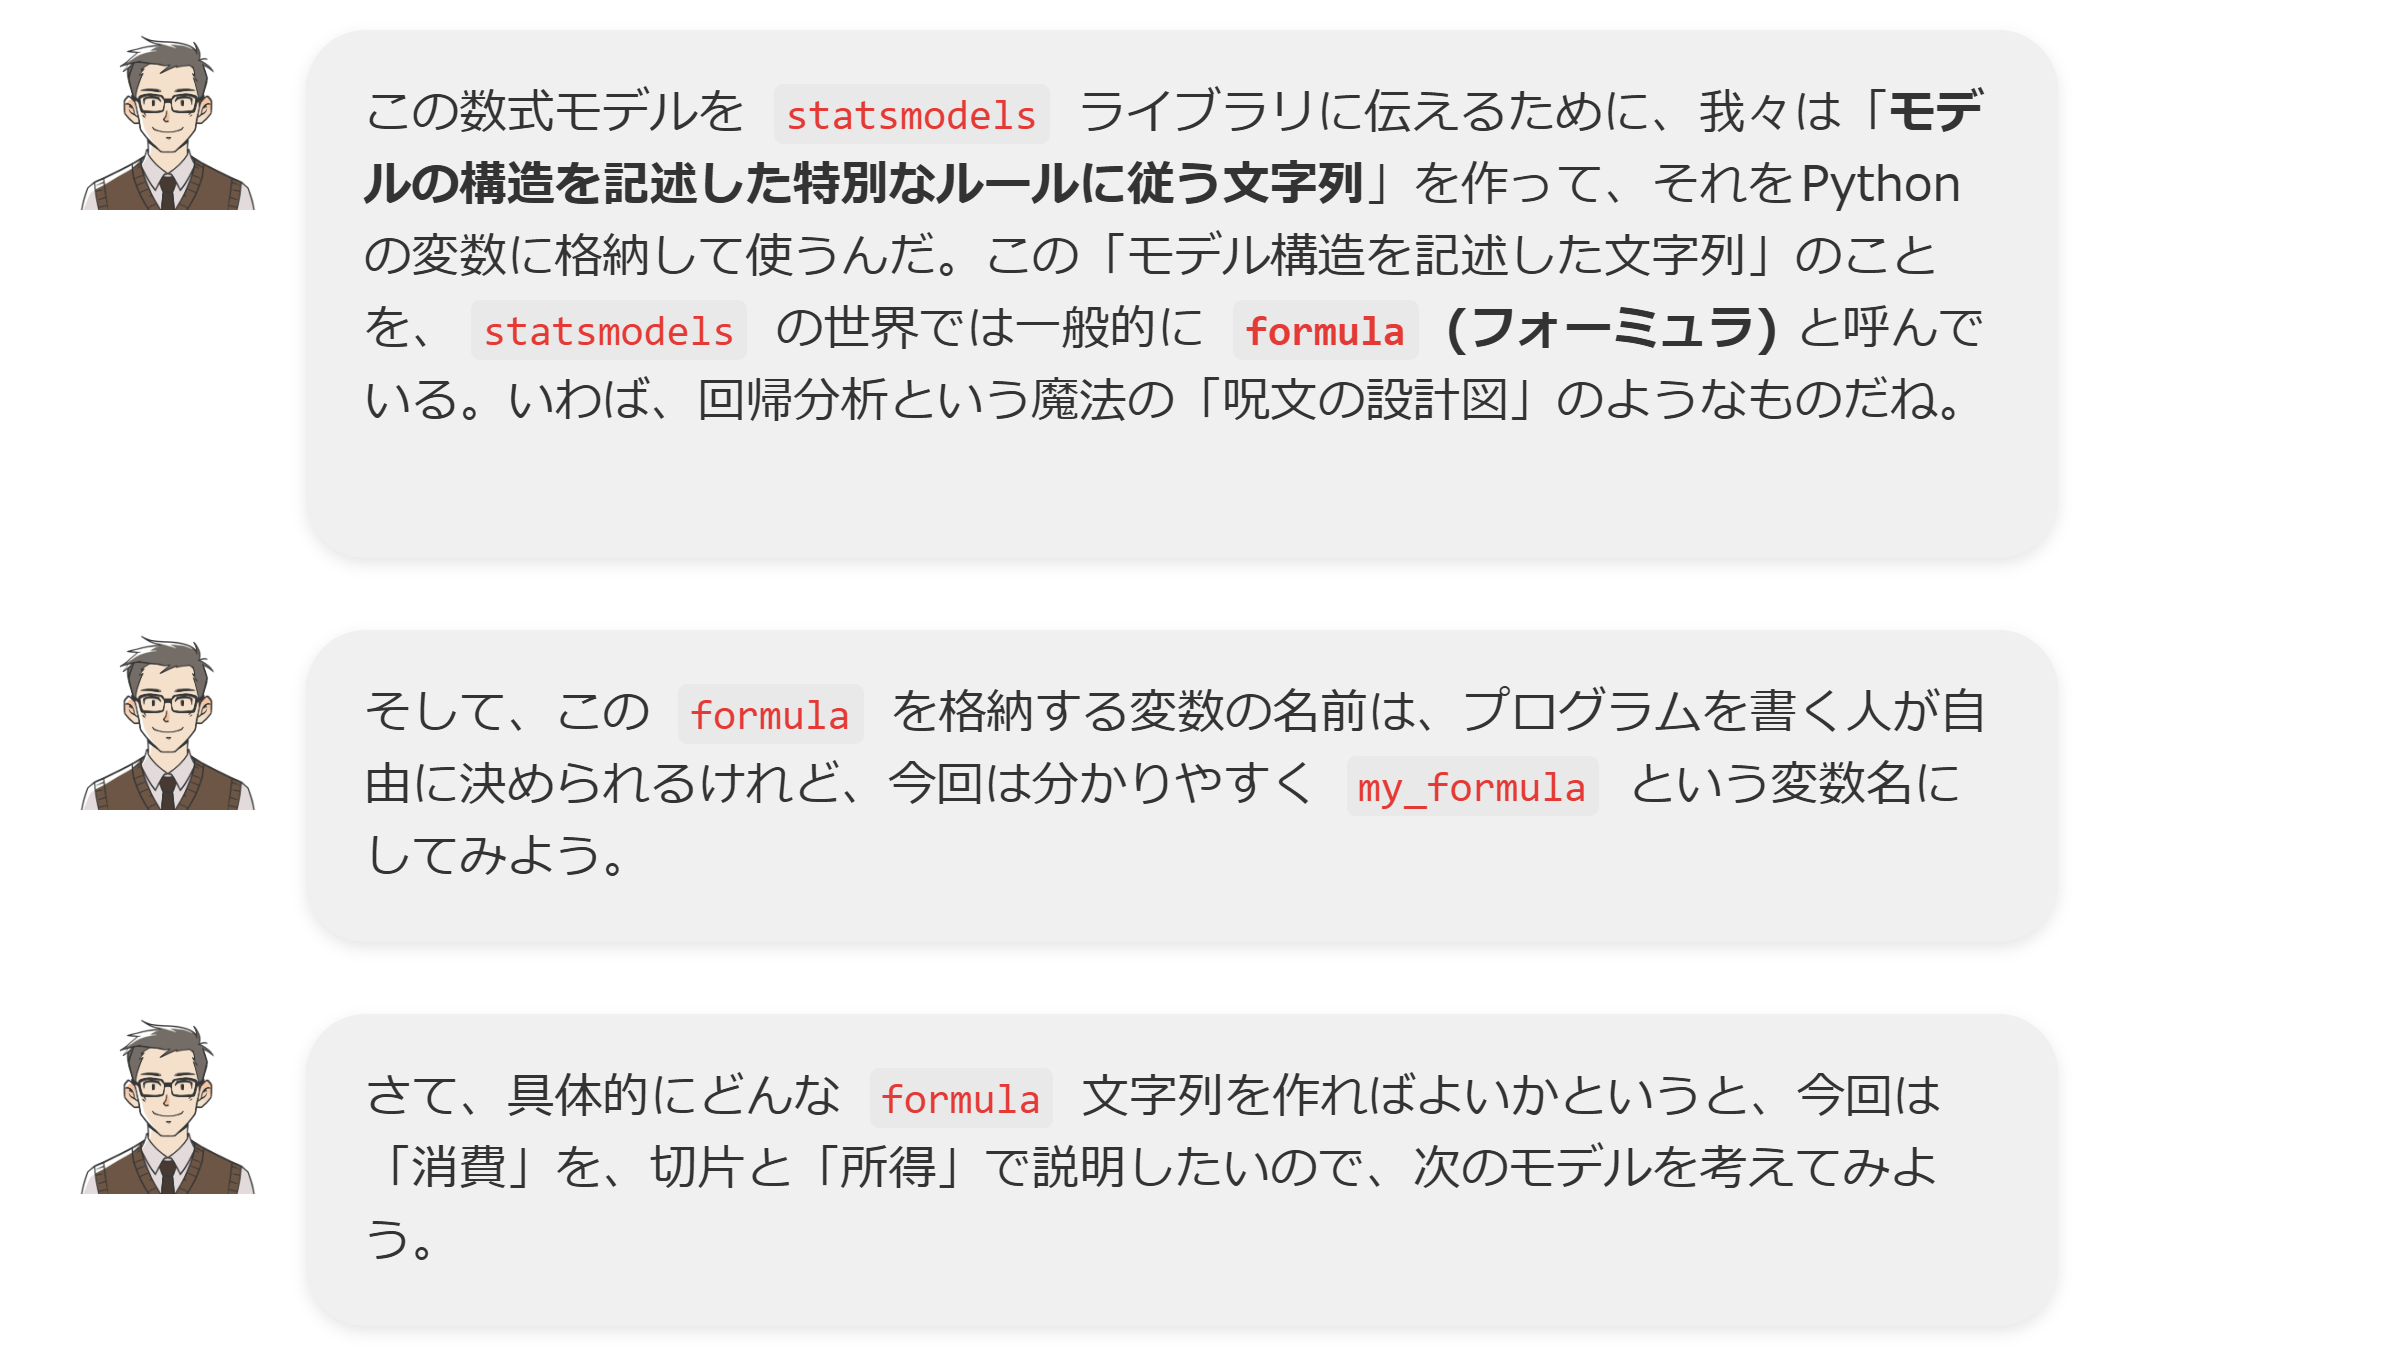 この数式モデルを statsmodels ライブラリに伝えるために、我々は「モデ
ルの構造を記述した特別なルールに従う文字列」を作って、それをPython
の変数に格納して使うんだ。この「モデル構造を記述した文字列」のこと
を、 statsmodels の世界では一般的に formula (フォーミュラ) と呼んで
いる。いわば、回帰分析という魔法の「呪文の設計図」のようなものだね。
そして、この formula を格納する変数の名前は、プログラムを書く人が自
由に決められるけれど、今回は分かりやすく my_formula という変数名に
してみよう。
さて、具体的にどんな formula 文字列を作ればよいかというと、今回は
「消費」を、切片と「所得」で説明したいので、次のモデルを考えてみよ
う。